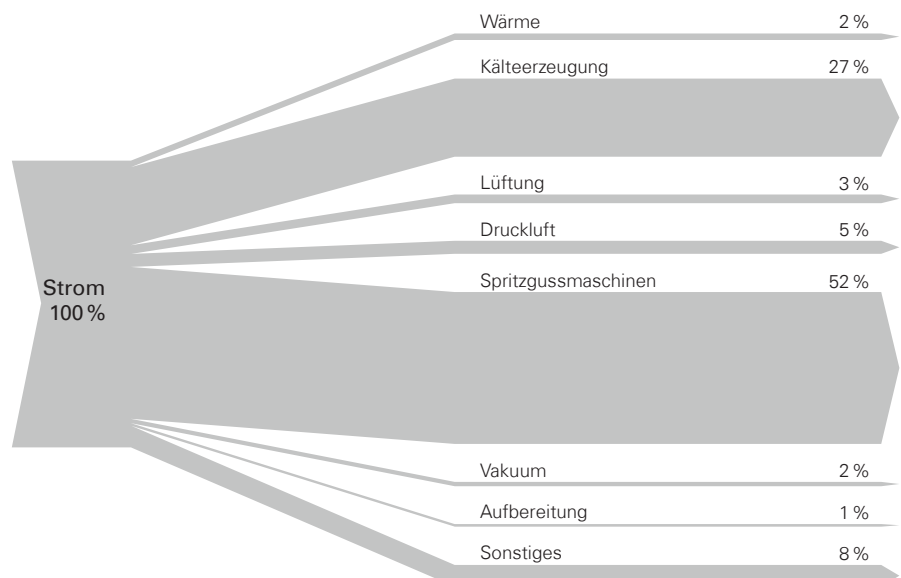 Wärme 2 %
Kälteerzeugung 27 %
Lüftung 3 %
Druckluft 5 %
Spritzgussmaschinen 52 %
Strom
100 %
Vakuum 2 %
Aufbereitung 1 %
Sonstiges 8 %